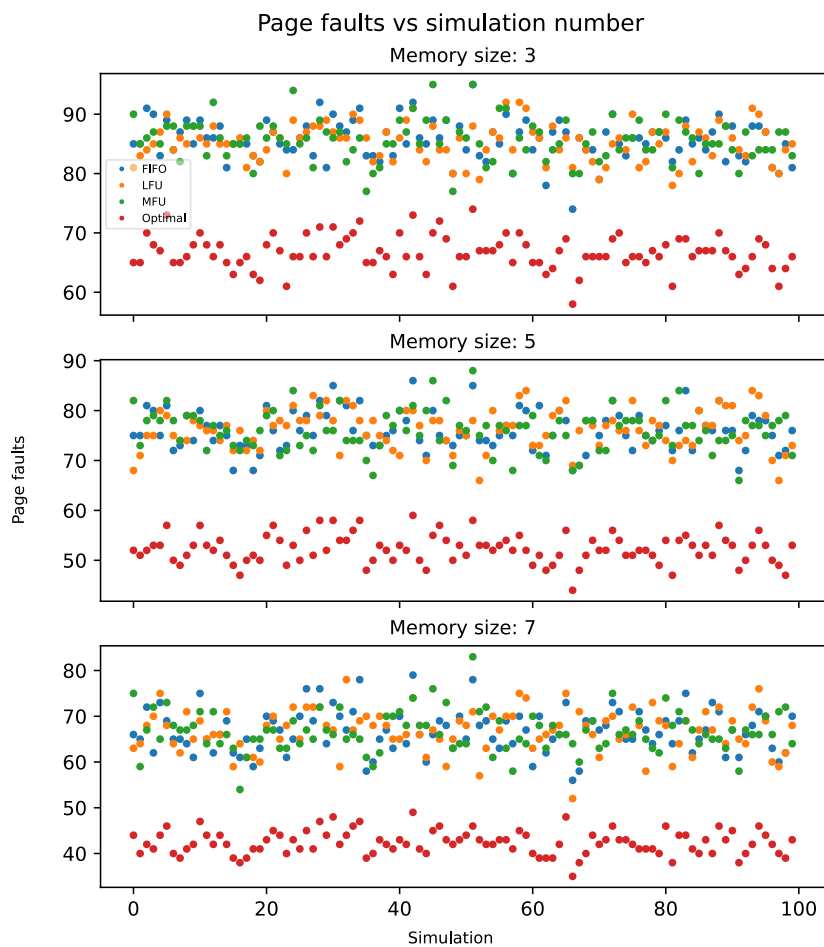 Page faults vs simulation number
Memory size: 3
90
80
70
60
FIFO
LFU
MFU
Optimal
Memory size: 5
90
80
70
60
50
Page faults
Memory size: 7
80
70
60
50
40
0 20 40 60 80 100
Simulation